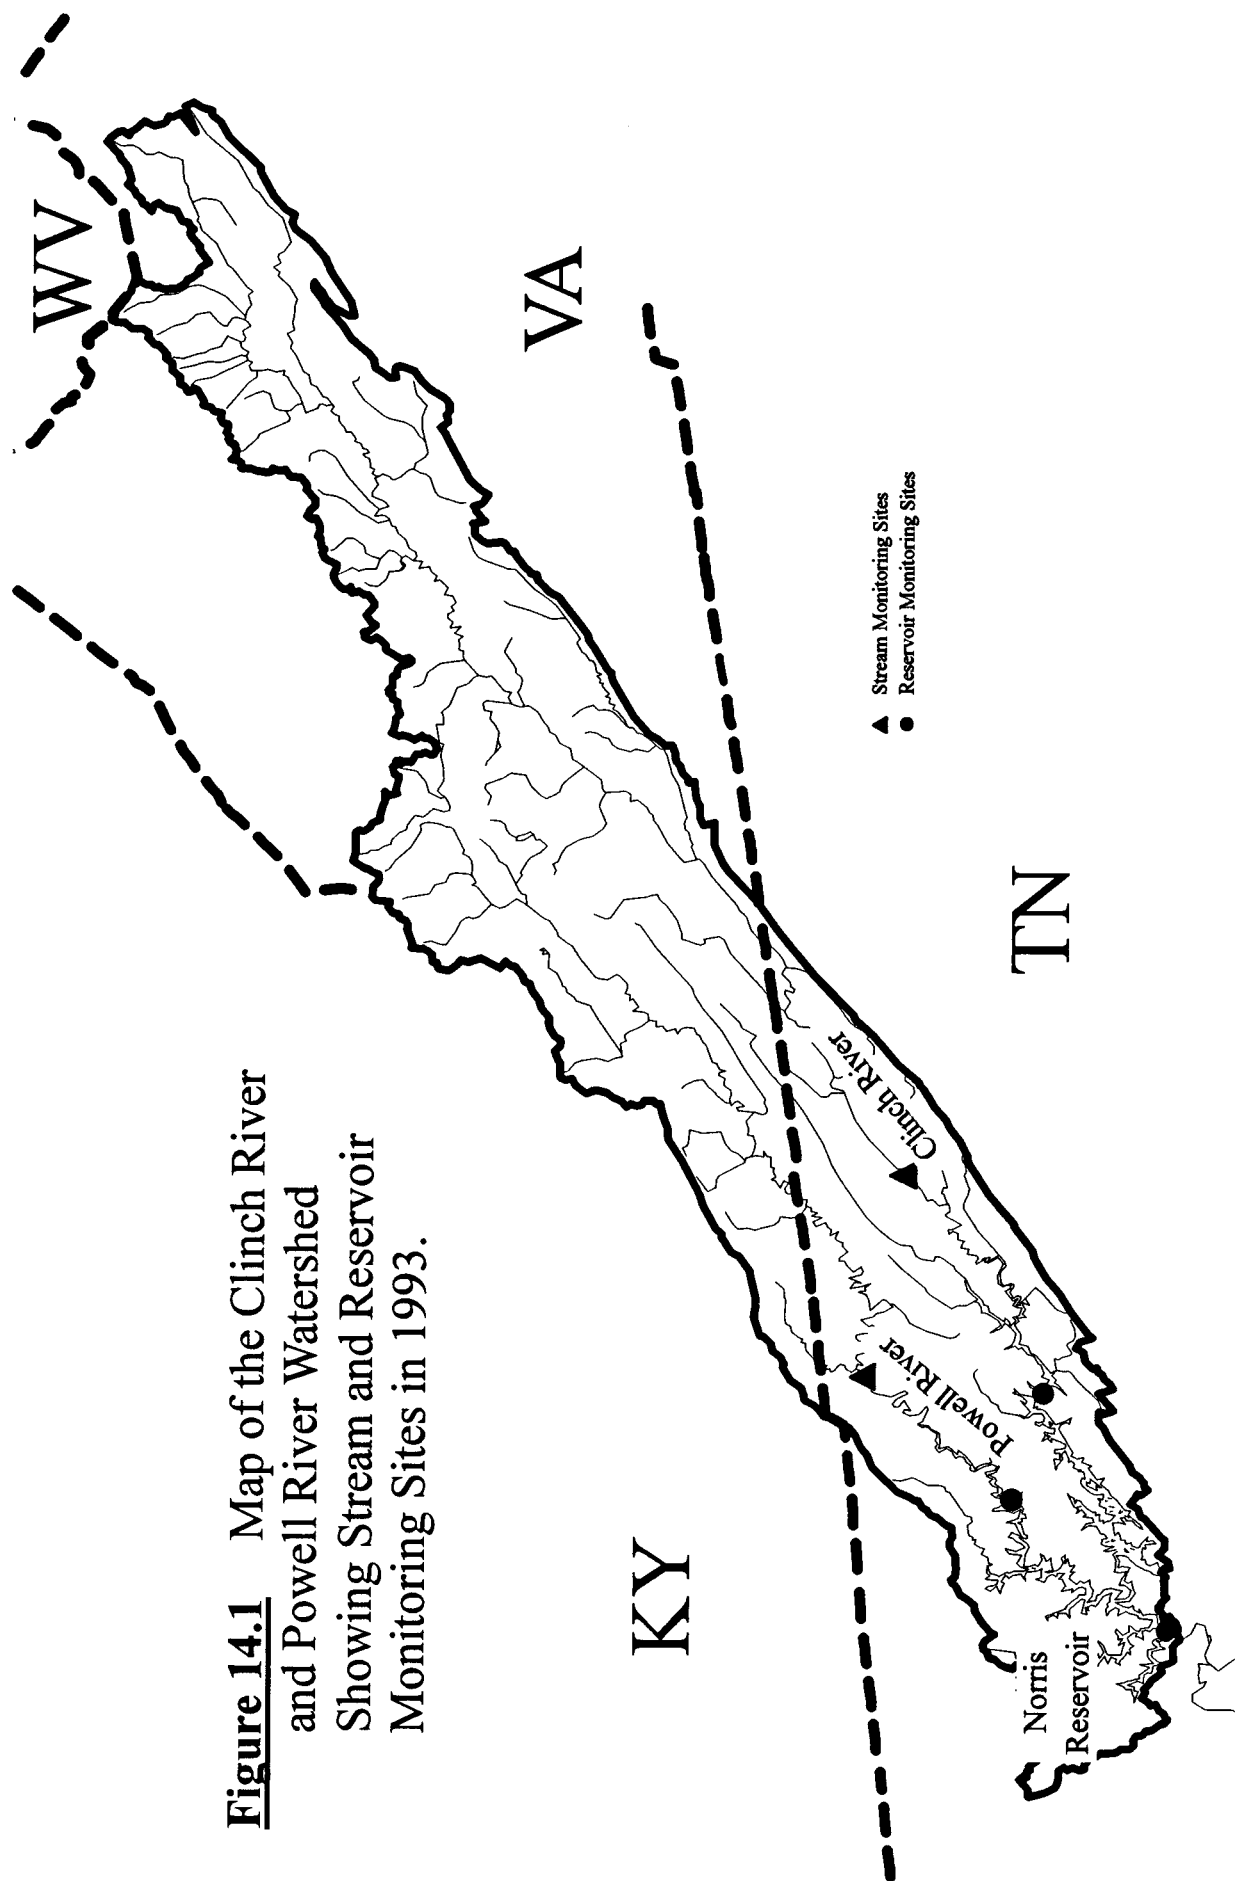 Figure 14.1 Map of the Clinch River
and Powell River Watershed
Showing Stream and Reservoir
Monitoring Sites in 1993.
WV
VA
KY
TN
Clinch River
Powell River
Norris
Reservoir
Stream Monitoring Sites
Reservoir Monitoring Sites